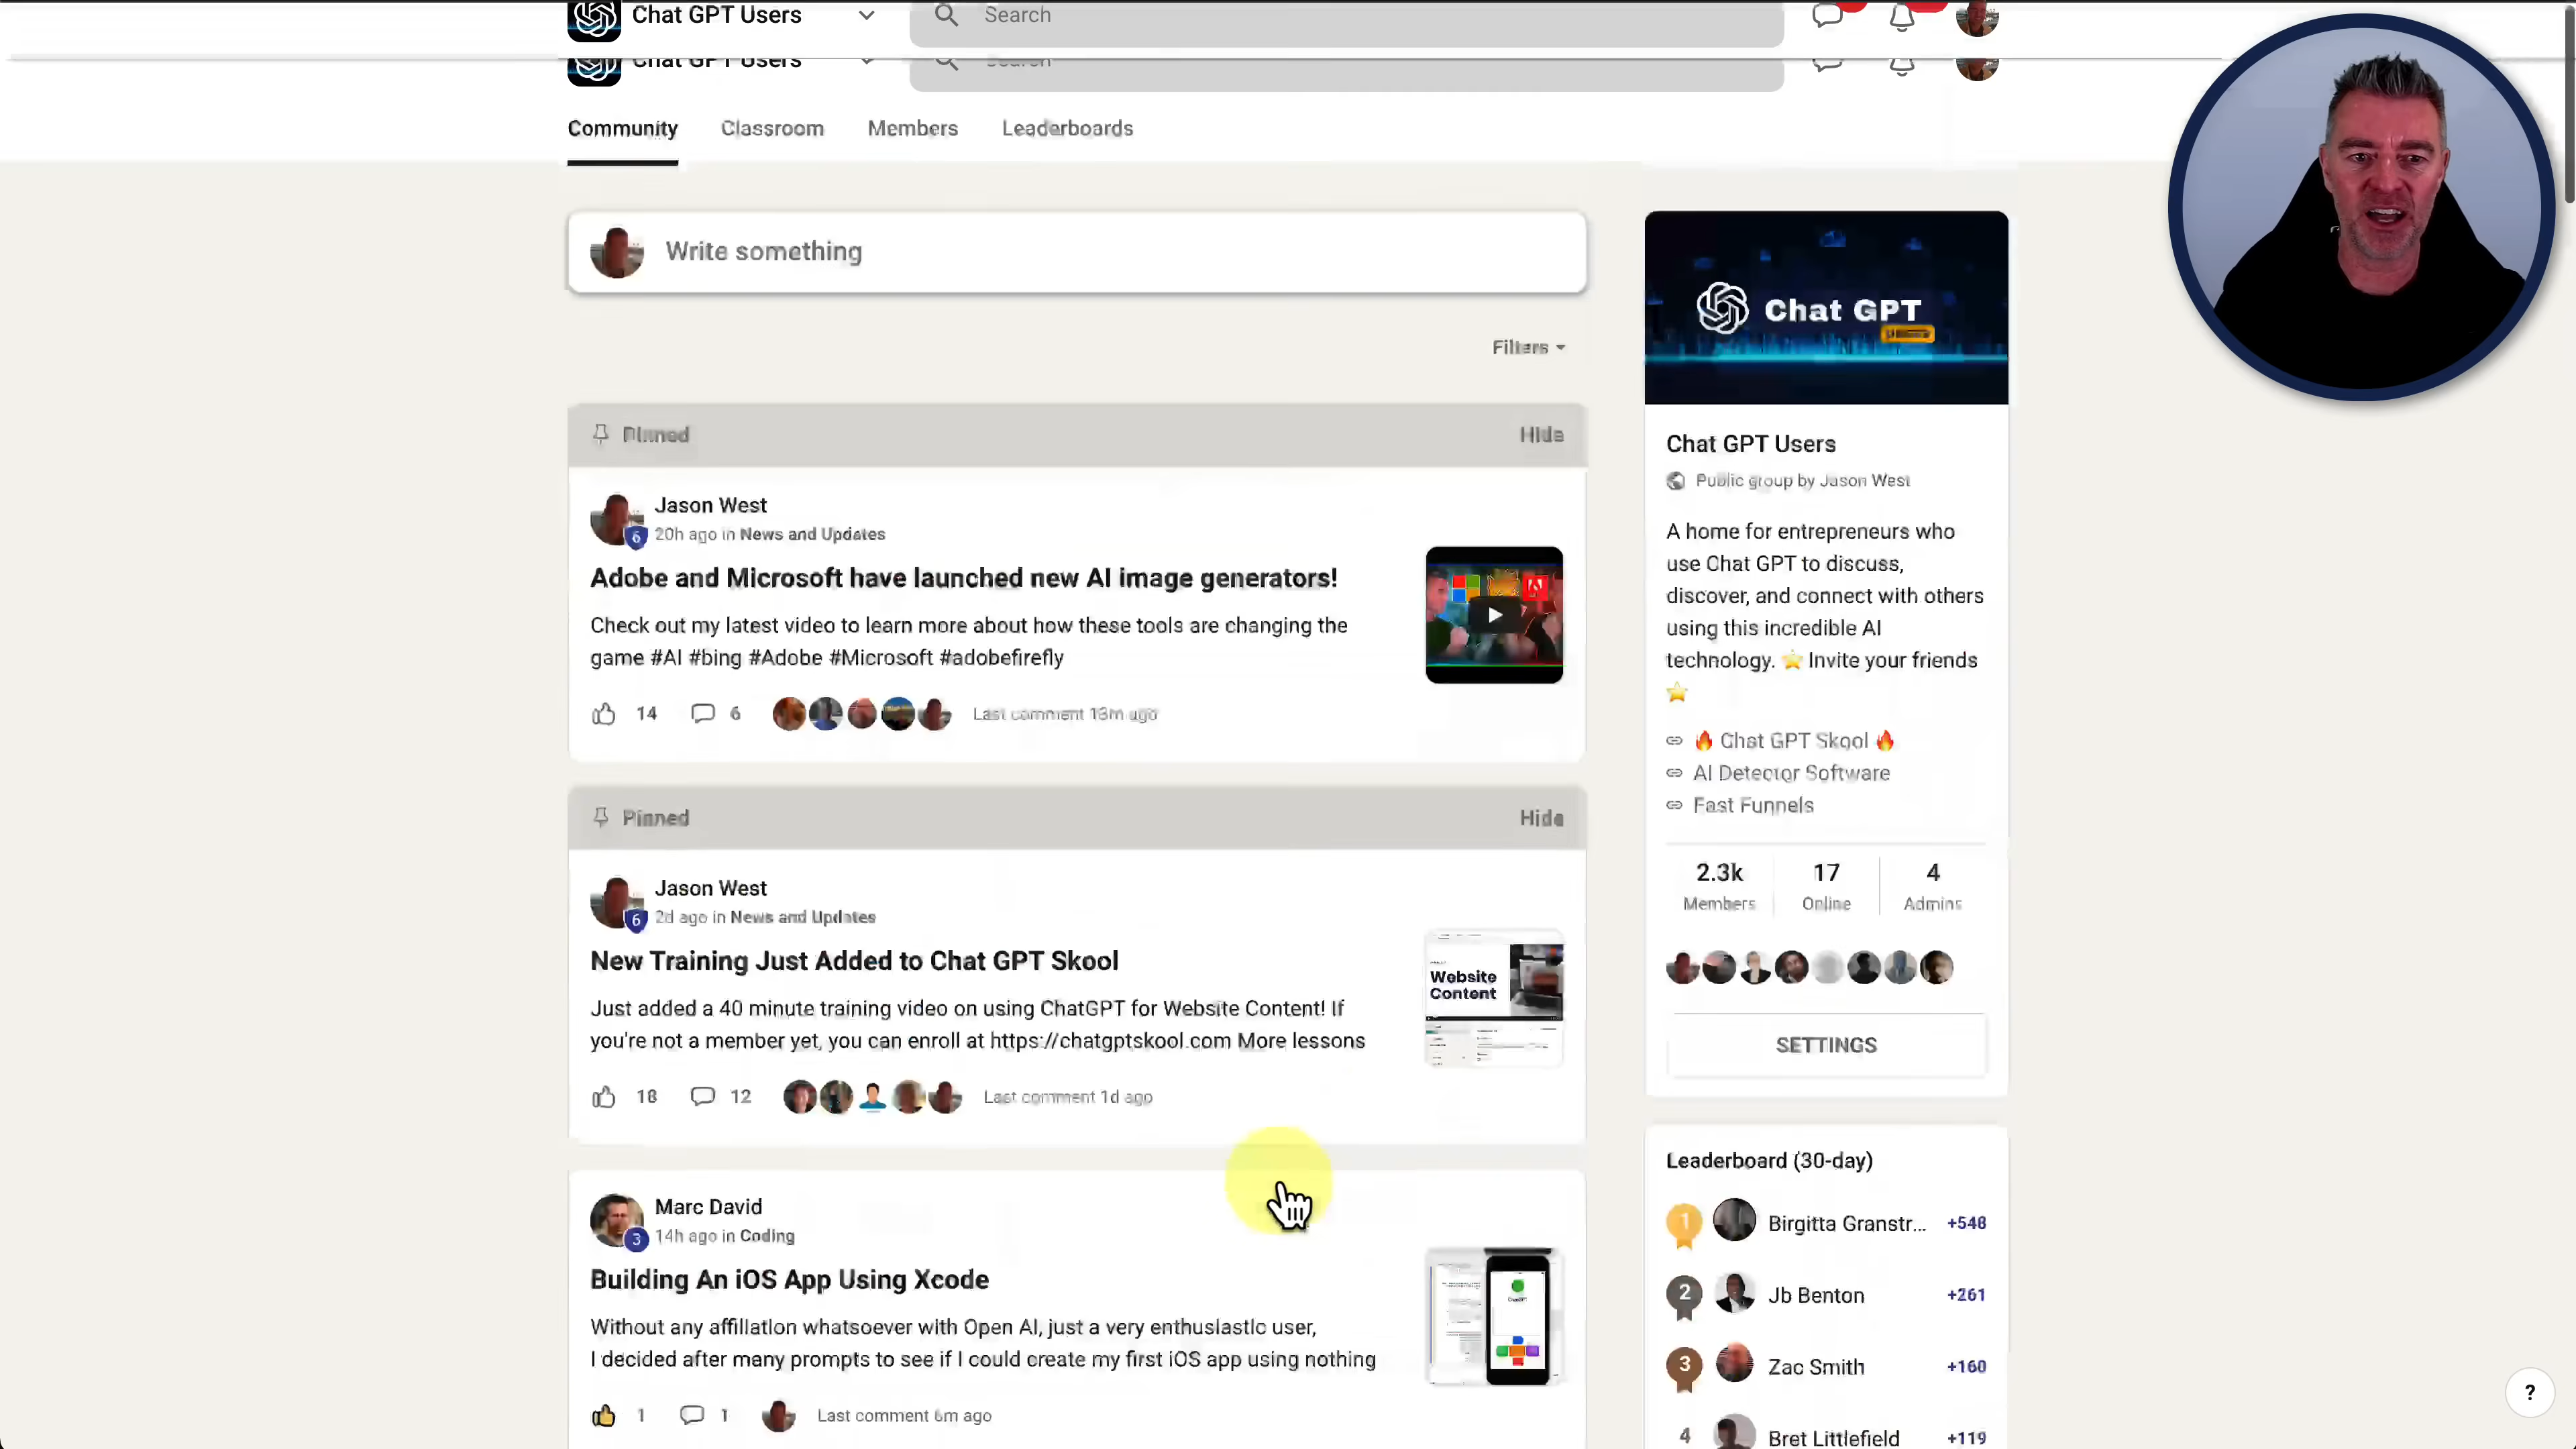 Chat GPT Users
Search
Chat GPT Users
Search
Community Classroom Members Leaderboards
Write something
Filters
Pinned Hide
Jason West
6 20h ago in News and Updates
Adobe and Microsoft have launched new AI image generators!
Check out my latest video to learn more about how these tools are changing the
game #AI #bing #Adobe #Microsoft #adobefirefly
14 6 Last comment 13m ago
Pinned Hide
Jason West
6 2d ago in News and Updates
New Training Just Added to Chat GPT Skool
Just added a 40 minute training video on using ChatGPT for Website Content! If
you're not a member yet, you can enroll at https://chatgptskool.com More lessons
Website
Content
18 12 Last comment 1d ago
Marc David
3 14h ago in Coding
Building An iOS App Using Xcode
Without any affiliation whatsoever with Open AI, just a very enthusiastic user,
I decided after many prompts to see if I could create my first iOS app using nothing
1 1 Last comment 6m ago
Chat GPT
Chat GPT Users
Public group by Jason West
A home for entrepreneurs who
use Chat GPT to discuss,
discover, and connect with others
using this incredible AI
technology. ⭐ Invite your friends
⭐
🔥 Chat GPT Skool 🔥
AI Detector Software
Fast Funnels
2.3k 17 4
Members Online Admins
SETTINGS
Leaderboard (30-day)
1 Birgitta Granstr... +548
2 Jb Benton +261
3 Zac Smith +160
4 Bret Littlefield +119
?